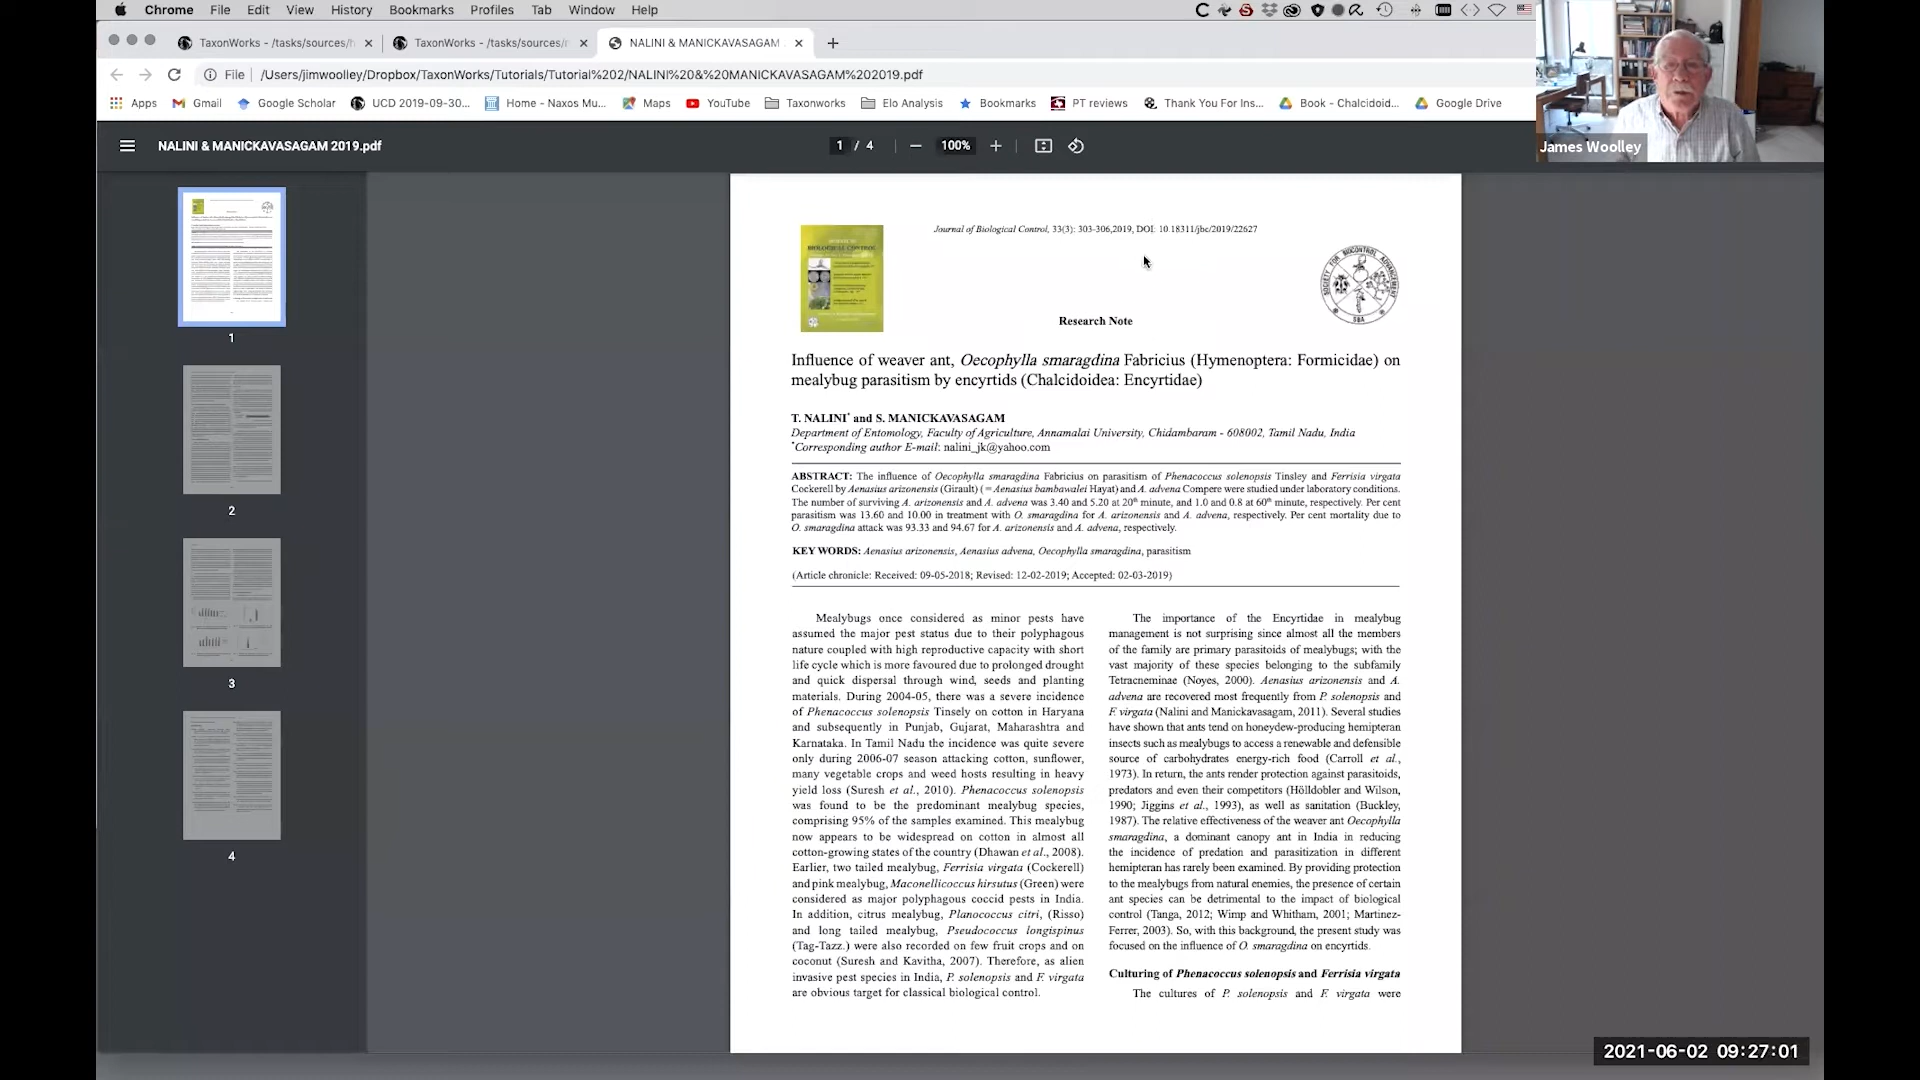 Chrome File Edit View History Bookmarks Profiles Tab Window Help
TaxonWorks - /tasks/sources/h
TaxonWorks - /tasks/sources/n
NALINI & MANICKAVASAGAM
File /Users/jimwoolley/Dropbox/TaxonWorks/Tutorials/Tutorial%202/NALINI%20&%20MANICKAVASAGAM%202019.pdf
Apps Gmail Google Scholar UCD 2019-09-30... Home - Naxos Mu... Maps YouTube Taxonworks Elo Analysis Bookmarks PT reviews Thank You For Ins... Book - Chalcidoid... Google Drive
James Woolley
NALINI & MANICKAVASAGAM 2019.pdf
1 / 4
100%
1
2
3
4
Journal of Biological Control, 33(3): 303-306,2019, DOI: 10.18311/jbc/2019/22627
BIOLOGICAL CONTROL
SOCIETY FOR BIOCONTROL ADVANCEMENT
SBA
Research Note
Influence of weaver ant, Oecophylla smaragdina Fabricius (Hymenoptera: Formicidae) on
mealybug parasitism by encyrtids (Chalcidoidea: Encyrtidae)
T. NALINI* and S. MANICKAVASAGAM
Department of Entomology, Faculty of Agriculture, Annamalai University, Chidambaram - 608002, Tamil Nadu, India
*Corresponding author E-mail: nalini_jk@yahoo.com
ABSTRACT: The influence of Oecophylla smaragdina Fabricius on parasitism of Phenacoccus solenopsis Tinsley and Ferrisia virgata
Cockerell by Aenasius arizonensis (Girault) (=Aenasius bambawalei Hayat) and A. advena Compere were studied under laboratory conditions.
The number of surviving A. arizonensis and A. advena was 3.40 and 5.20 at 20th minute, and 1.0 and 0.8 at 60th minute, respectively. Per cent
parasitism was 13.60 and 10.00 in treatment with O. smaragdina for A. arizonensis and A. advena, respectively. Per cent mortality due to
O. smaragdina attack was 93.33 and 94.67 for A. arizonensis and A. advena, respectively.
KEY WORDS: Aenasius arizonensis, Aenasius advena, Oecophylla smaragdina, parasitism
(Article chronicle: Received: 09-05-2018; Revised: 12-02-2019; Accepted: 02-03-2019)
Mealybugs once considered as minor pests have
assumed the major pest status due to their polyphagous
nature coupled with high reproductive capacity with short
life cycle which is more favoured due to prolonged drought
and quick dispersal through wind, seeds and planting
materials. During 2004-05, there was a severe incidence
of Phenacoccus solenopsis Tinsely on cotton in Haryana
and subsequently in Punjab, Gujarat, Maharashtra and
Karnataka. In Tamil Nadu the incidence was quite severe
only during 2006-07 season attacking cotton, sunflower,
many vegetable crops and weed hosts resulting in heavy
yield loss (Suresh et al., 2010). Phenacoccus solenopsis
was found to be the predominant mealybug species,
comprising 95% of the samples examined. This mealybug
now appears to be widespread on cotton in almost all
cotton-growing states of the country (Dhawan et al., 2008).
Earlier, two tailed mealybug, Ferrisia virgata (Cockerell)
and pink mealybug, Maconellicoccus hirsutus (Green) were
considered as major polyphagous coccid pests in India.
In addition, citrus mealybug, Planococcus citri, (Risso)
and long tailed mealybug, Pseudococcus longispinus
(Tag-Tazz.) were also recorded on few fruit crops and on
coconut (Suresh and Kavitha, 2007). Therefore, as alien
invasive pest species in India, P. solenopsis and F. virgata
are obvious target for classical biological control.
The importance of the Encyrtidae in mealybug
management is not surprising since almost all the members
of the family are primary parasitoids of mealybugs; with the
vast majority of these species belonging to the subfamily
Tetracneminae (Noyes, 2000). Aenasius arizonensis and A.
advena are recovered most frequently from P. solenopsis and
F. virgata (Nalini and Manickavasagam, 2011). Several studies
have shown that ants tend on honeydew-producing hemipteran
insects such as mealybugs to access a renewable and defensible
source of carbohydrates energy-rich food (Carroll et al.,
1973). In return, the ants render protection against parasitoids,
predators and even their competitors (Hölldobler and Wilson,
1990; Jiggins et al., 1993), as well as sanitation (Buckley,
1987). The relative effectiveness of the weaver ant Oecophylla
smaragdina, a dominant canopy ant in India in reducing
the incidence of predation and parasitization in different
hemipteran has rarely been examined. By providing protection
to the mealybugs from natural enemies, the presence of certain
ant species can be detrimental to the impact of biological
control (Tanga, 2012; Wimp and Whitham, 2001; Martinez-
Ferrer, 2003). So, with this background, the present study was
focused on the influence of O. smaragdina on encyrtids.
Culturing of Phenacoccus solenopsis and Ferrisia virgata
The cultures of P. solenopsis and F. virgata were
2021-06-02 09:27:01